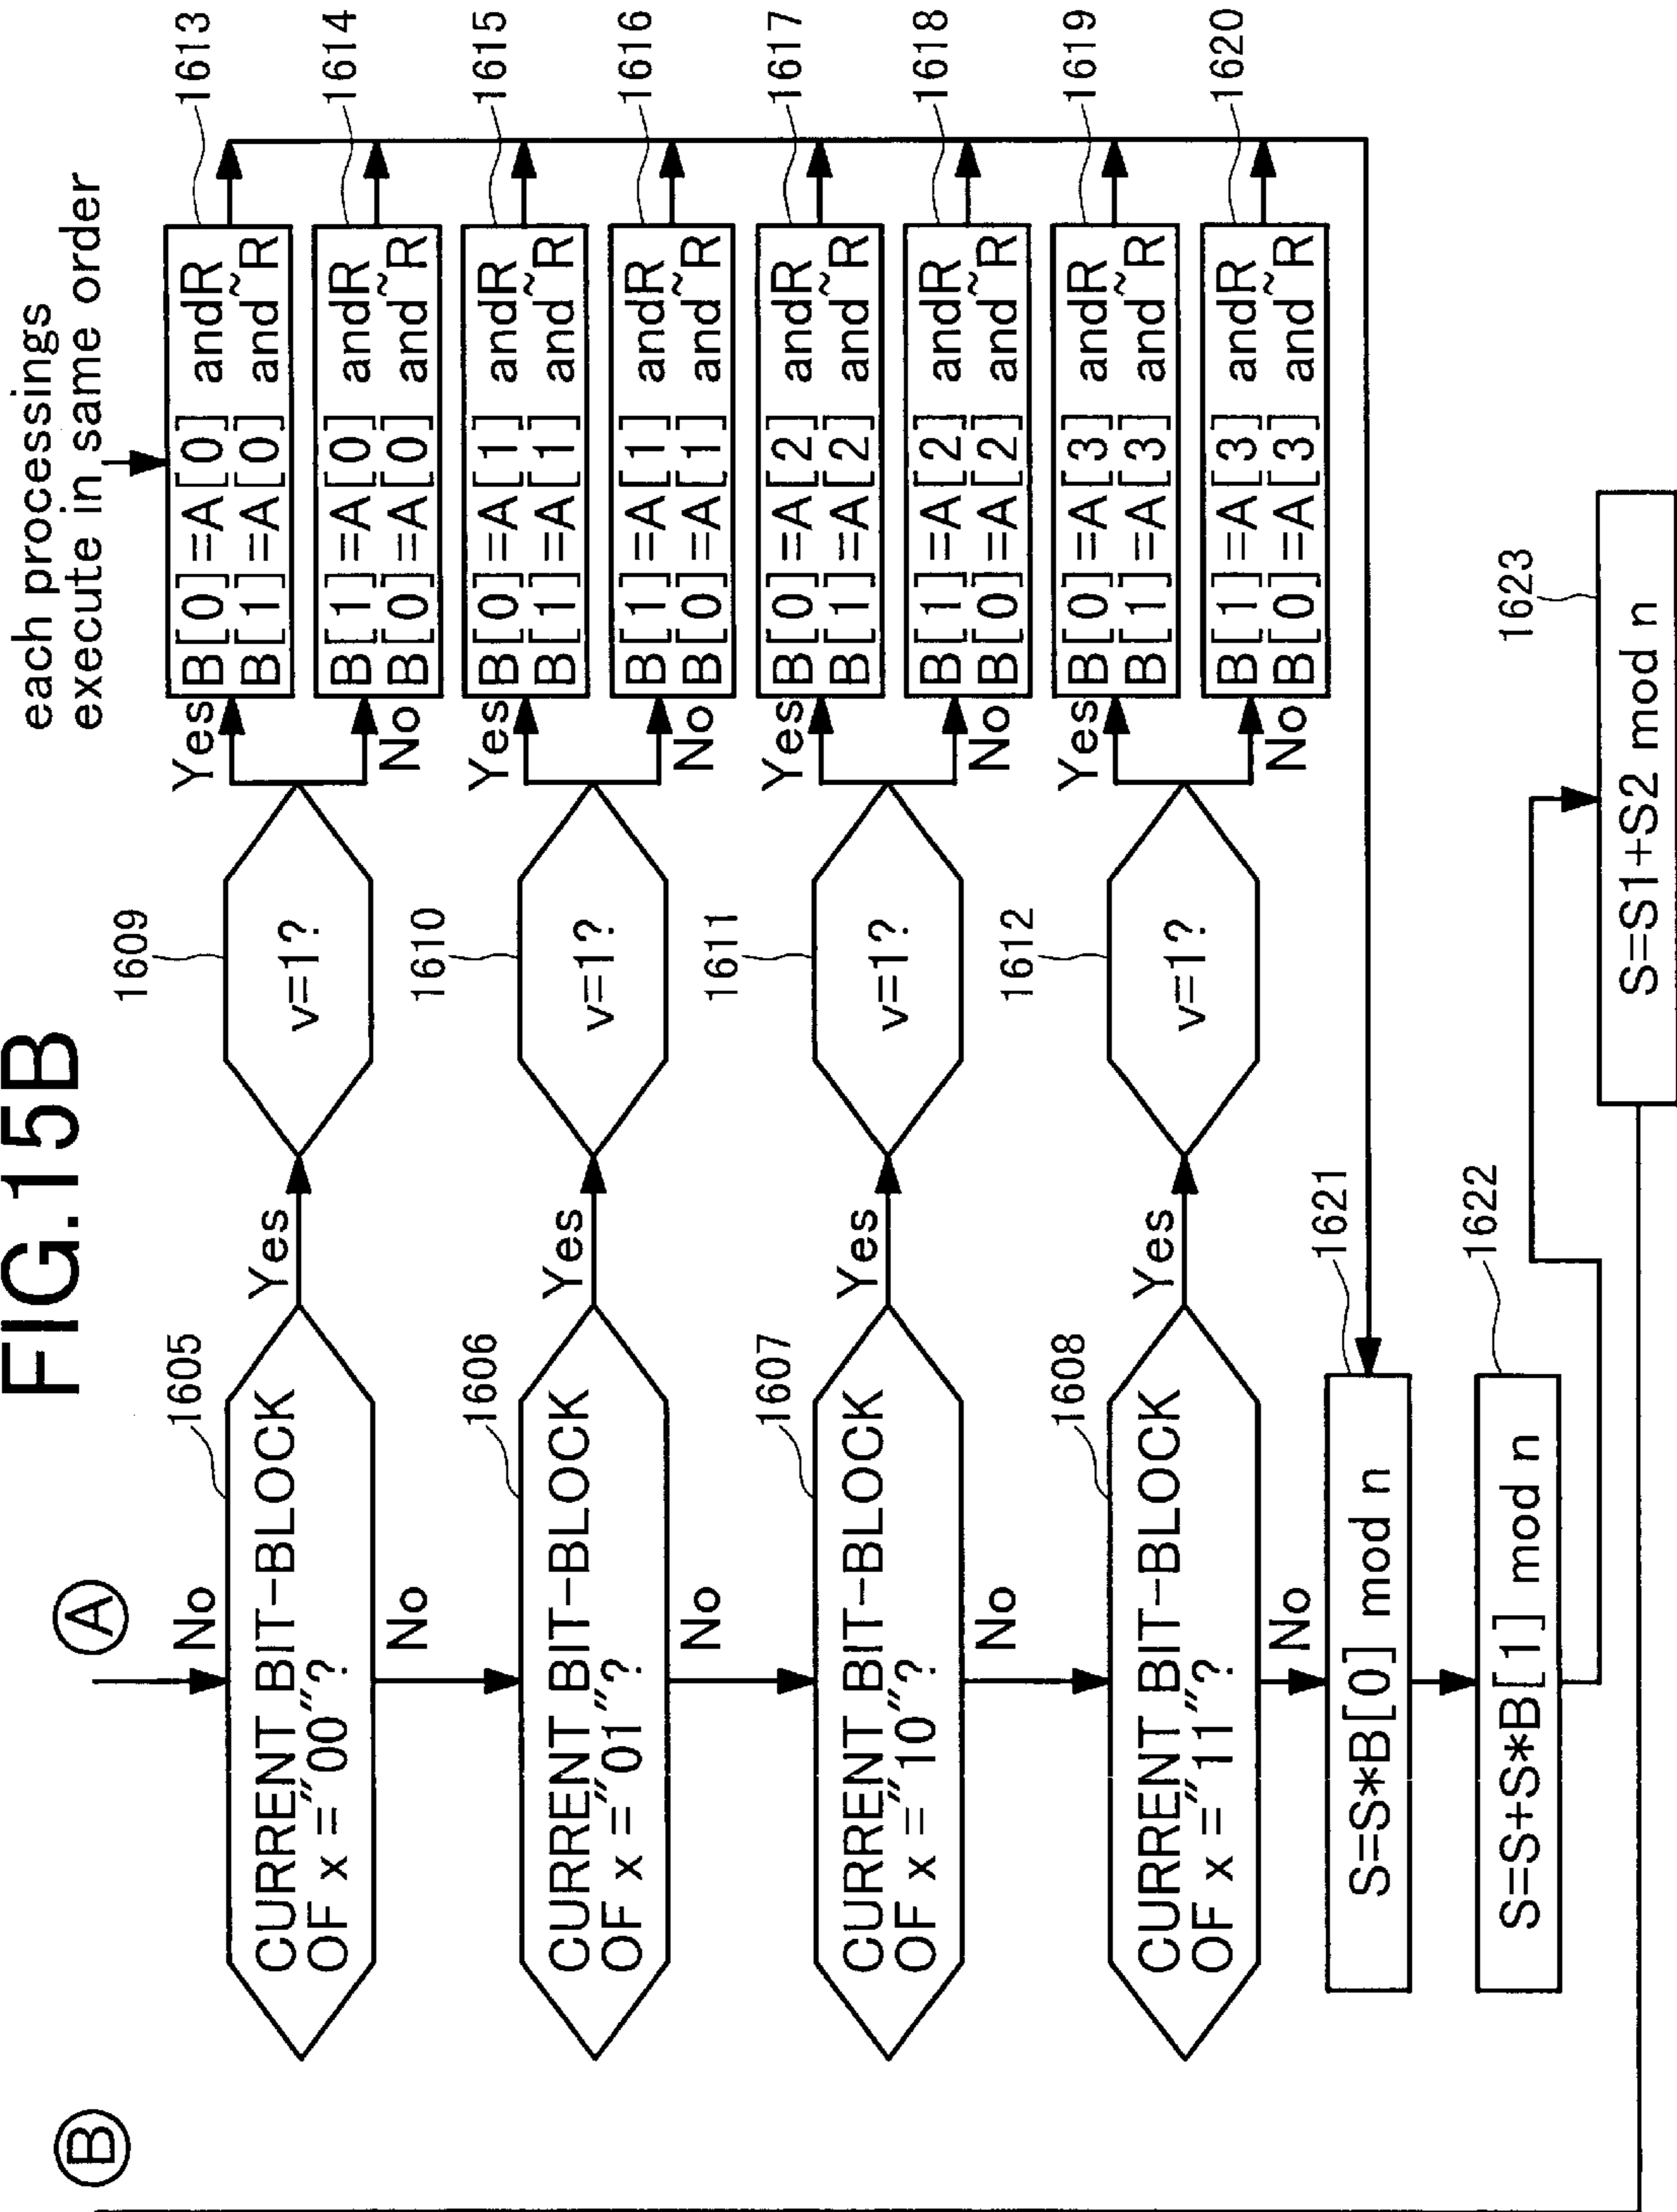 FIG.15B
each processings
execute in same order
A
B
No
1605
CURRENT BIT-BLOCK
OF x="00"?
Yes
1609
v=1?
Yes
B[0]=A[0] andR
B[1]=A[0] and~R
1613
No
B[1]=A[0] andR
B[0]=A[0] and~R
1614
No
1606
CURRENT BIT-BLOCK
OF x="01"?
Yes
1610
v=1?
Yes
B[0]=A[1] andR
B[1]=A[1] and~R
1615
No
B[1]=A[1] andR
B[0]=A[1] and~R
1616
No
1607
CURRENT BIT-BLOCK
OF x="10"?
Yes
1611
v=1?
Yes
B[0]=A[2] andR
B[1]=A[2] and~R
1617
No
B[1]=A[2] andR
B[0]=A[2] and~R
1618
No
1608
CURRENT BIT-BLOCK
OF x="11"?
Yes
1612
v=1?
Yes
B[0]=A[3] andR
B[1]=A[3] and~R
1619
No
B[1]=A[3] andR
B[0]=A[3] and~R
1620
No
1621
S=S*B[0] mod n
1622
S=S+S*B[1] mod n
1623
S=S1+S2 mod n